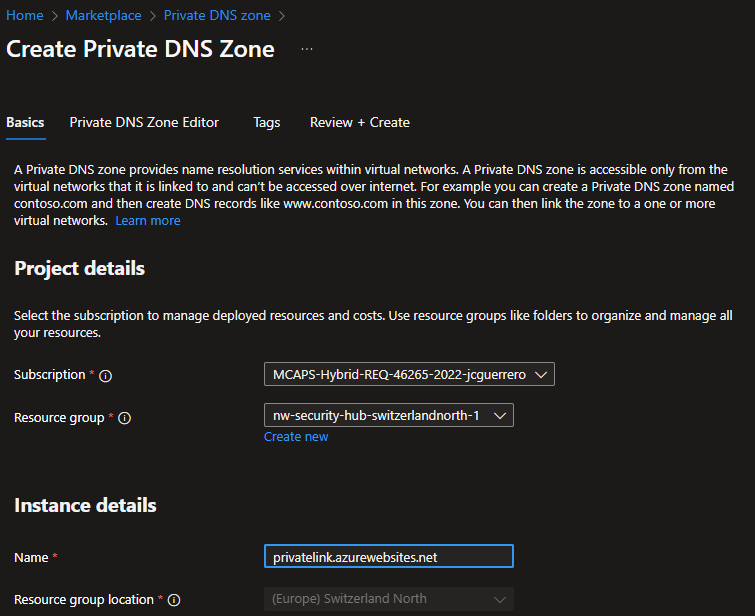 Home > Marketplace > Private DNS zone >
Create Private DNS Zone ...
Basics Private DNS Zone Editor Tags Review + Create
A Private DNS zone provides name resolution services within virtual networks. A Private DNS zone is accessible only from the
virtual networks that it is linked to and can't be accessed over internet. For example you can create a Private DNS zone named
contoso.com and then create DNS records like www.contoso.com in this zone. You can then link the zone to a one or more
virtual networks. Learn more
Project details
Select the subscription to manage deployed resources and costs. Use resource groups like folders to organize and manage all
your resources.
Subscription * MCAPS-Hybrid-REQ-46265-2022-jcguerrero
Resource group * nw-security-hub-switzerlandnorth-1
Create new
Instance details
Name * privatelink.azurewebsites.net
Resource group location * (Europe) Switzerland North